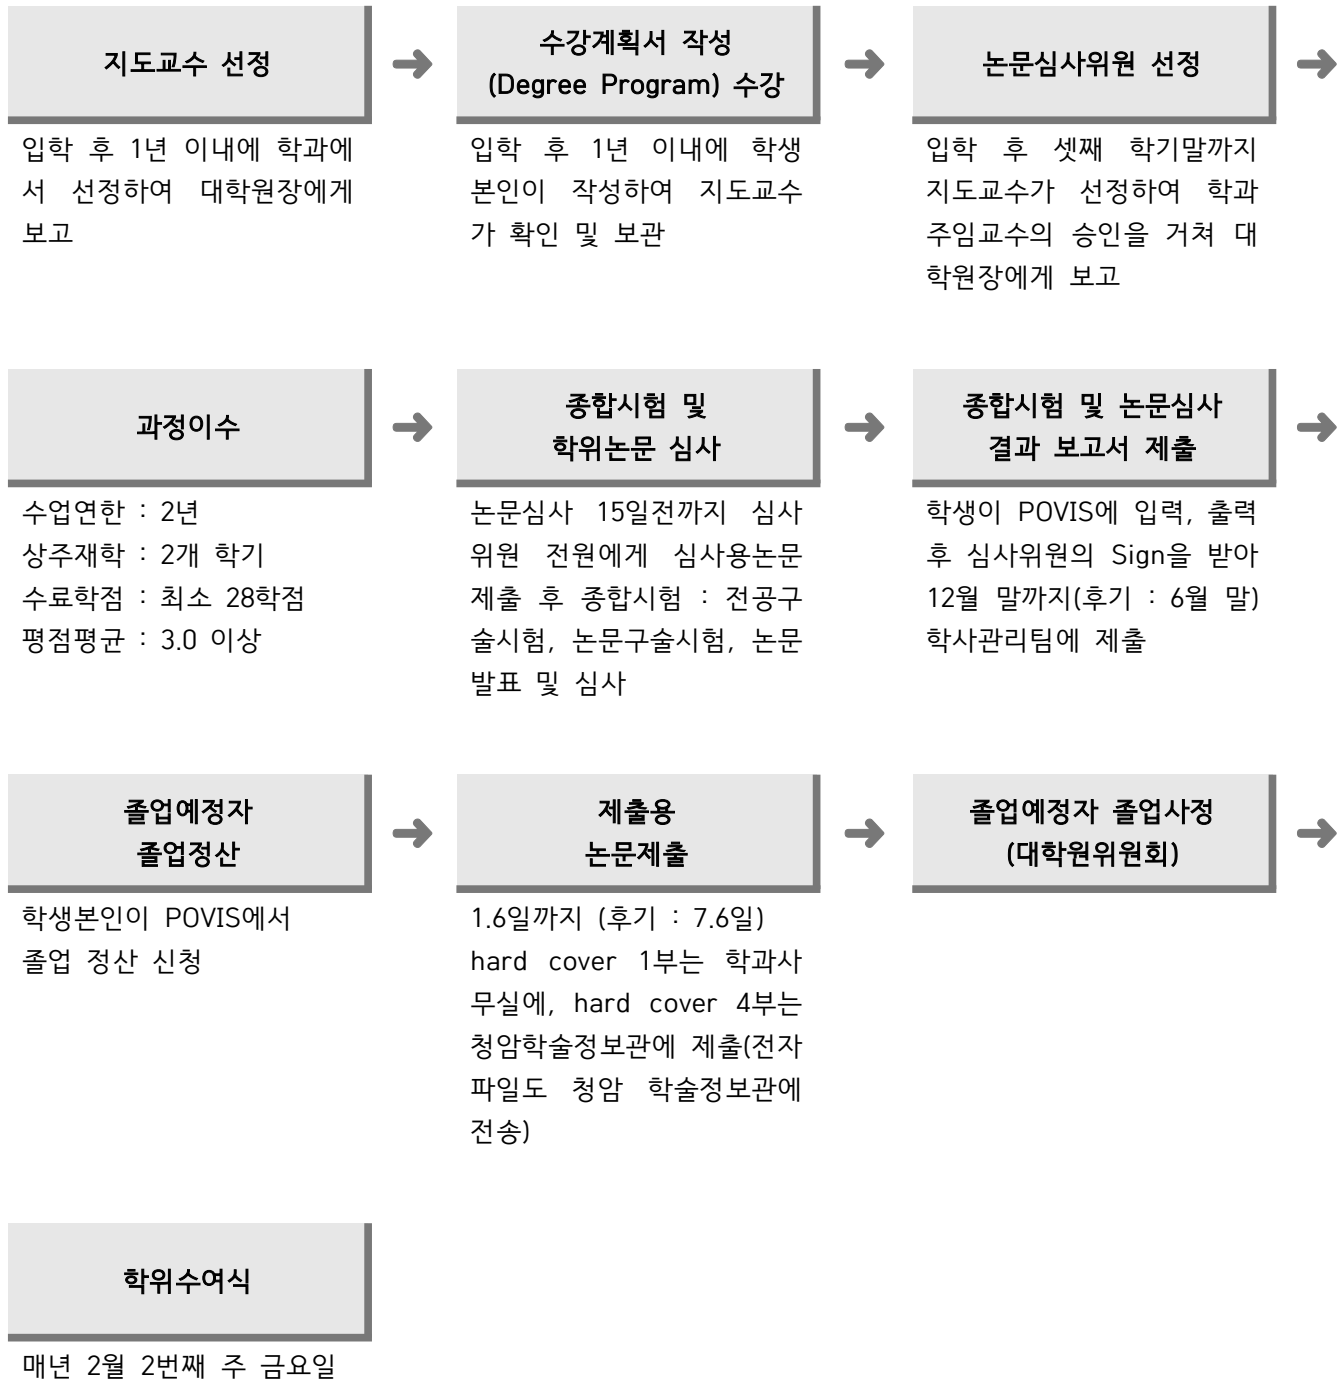 지도교수 선정
입학 후 1년 이내에 학과에
서 선정하여 대학원장에게
보고
수강계획서 작성
(Degree Program) 수강
입학 후 1년 이내에 학생
본인이 작성하여 지도교수
가 확인 및 보관
논문심사위원 선정
입학 후 셋째 학기말까지
지도교수가 선정하여 학과
주임교수의 승인을 거쳐 대
학원장에게 보고
과정이수
수업연한 : 2년
상주재학 : 2개 학기
수료학점 : 최소 28학점
평점평균 : 3.0 이상
종합시험 및
학위논문 심사
논문심사 15일전까지 심사
위원 전원에게 심사용논문
제출 후 종합시험 : 전공구
술시험, 논문구술시험, 논문
발표 및 심사
종합시험 및 논문심사
결과 보고서 제출
학생이 POVIS에 입력, 출력
후 심사위원의 Sign을 받아
12월 말까지(후기 : 6월 말)
학사관리팀에 제출
졸업예정자
졸업정산
학생본인이 POVIS에서
졸업 정산 신청
제출용
논문제출
1.6일까지 (후기 : 7.6일)
hard cover 1부는 학과사
무실에, hard cover 4부는
청암학술정보관에 제출(전자
파일도 청암 학술정보관에
전송)
졸업예정자 졸업사정
(대학원위원회)
학위수여식
매년 2월 2번째 주 금요일